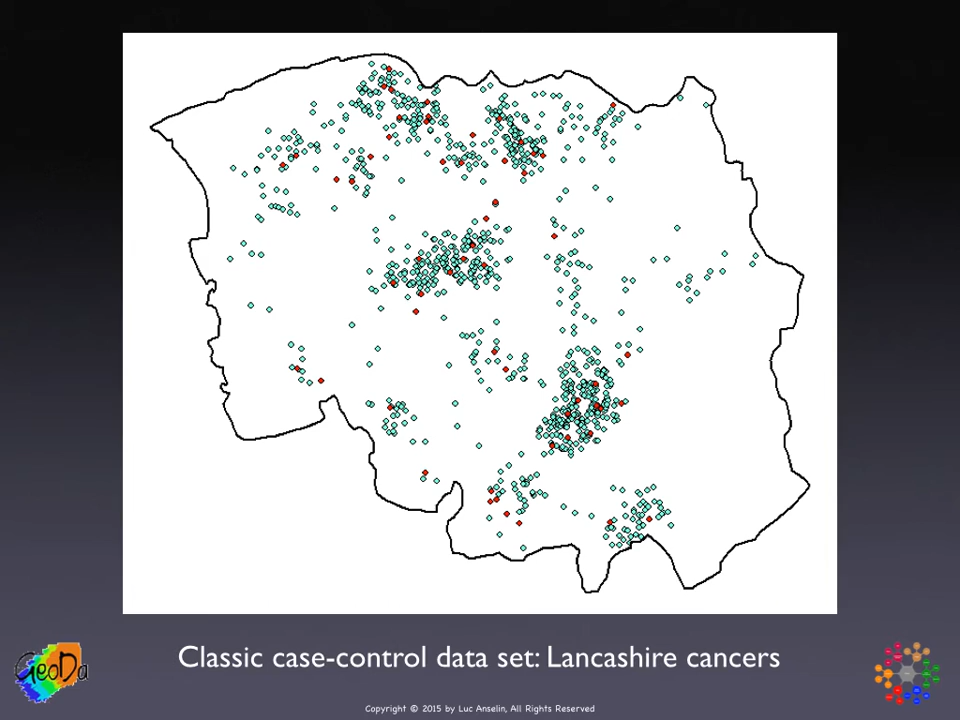 Classic case-control data set: Lancashire cancers
GeoDa
Copyright © 2015 by Luc Anselin, All Rights Reserved